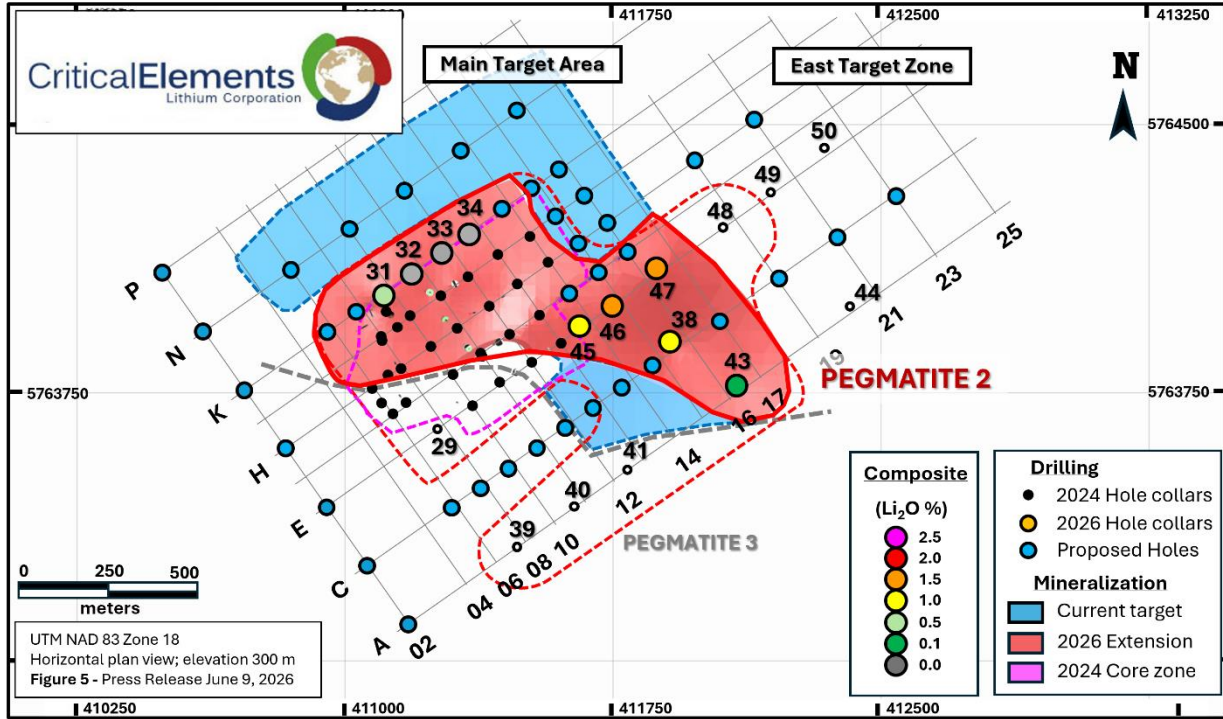 411750
412500
413250
CriticalElements
Lithium Corporation
Main Target Area
East Target Zone
N
5764500
5764500
50
49
48
34
33
32
31
25
23
21
19
17
16
14
12
10
08
06
04
02
47
46
45
38
44
43
P
N
K
H
E
C
A
5763750
5763750
PEGMATITE 2
29
41
40
39
PEGMATITE 3
0 250 500
meters
UTM NAD 83 Zone 18
Horizontal plan view; elevation 300 m
Figure 5 - Press Release June 9, 2026
Composite
(Li₂O %)
2.5
2.0
1.5
1.0
0.5
0.1
0.0
Drilling
2024 Hole collars
2026 Hole collars
Proposed Holes
Mineralization
Current target
2026 Extension
2024 Core zone
410250
411000
411750
412500